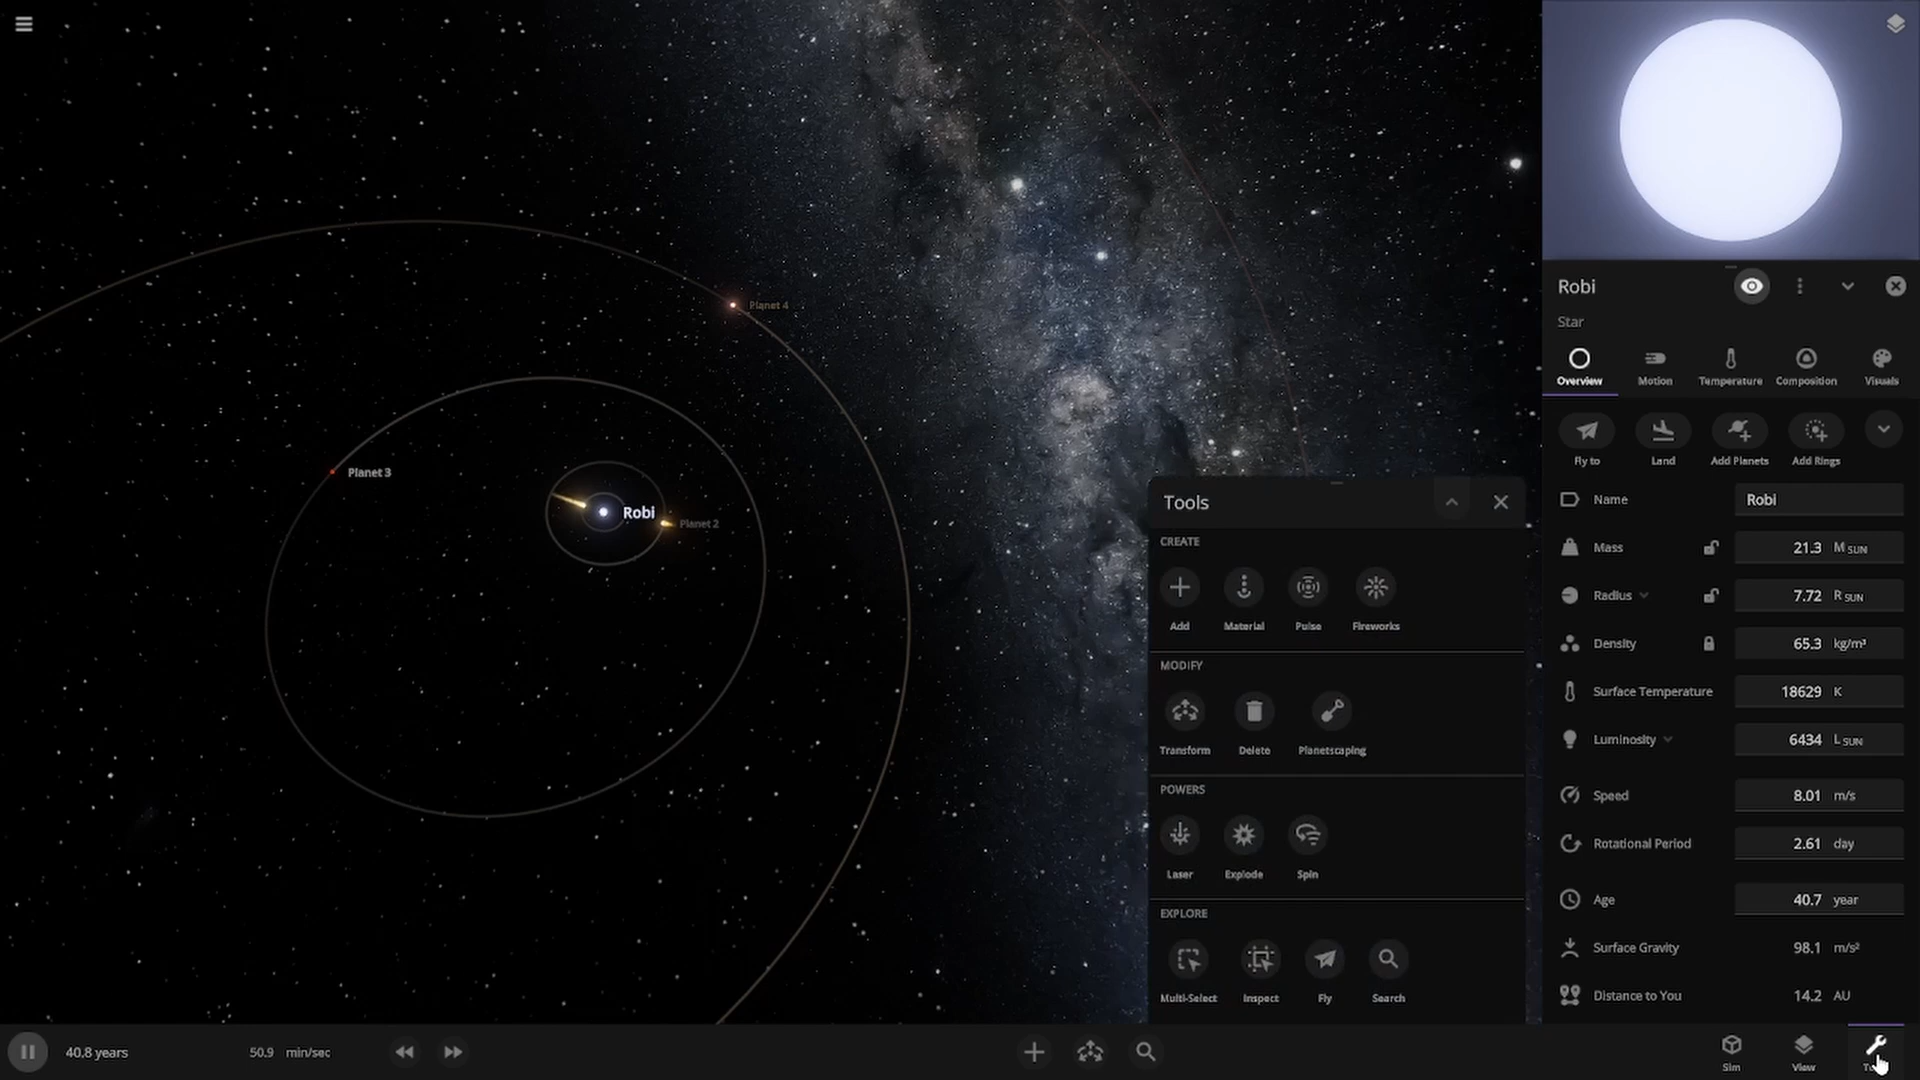 Planet 4
Planet 3
Robi
Planet 2
Tools
CREATE
Add Material Pulse Fireworks
MODIFY
Transform Delete Planetscaping
POWERS
Laser Explode Spin
EXPLORE
Multi-Select Inspect Fly Search
Robi
Star
Overview Motion Temperature Composition Visuals
Fly to Land Add Planets Add Rings
Name Robi
Mass 21.3 M SUN
Radius 7.72 R SUN
Density 65.3 kg/m³
Surface Temperature 18629 K
Luminosity 6434 L SUN
Speed 8.01 m/s
Rotational Period 2.61 day
Age 40.7 year
Surface Gravity 98.1 m/s²
Distance to You 14.2 AU
40.8 years 50.9 min/sec
Sim View